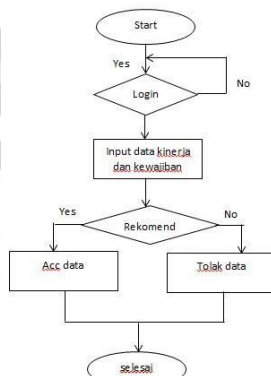 Start
Yes
No
Login
Input data kinerja
dan kewajiban
Yes
No
Rekomend
Acc data
Tolak data
selesai